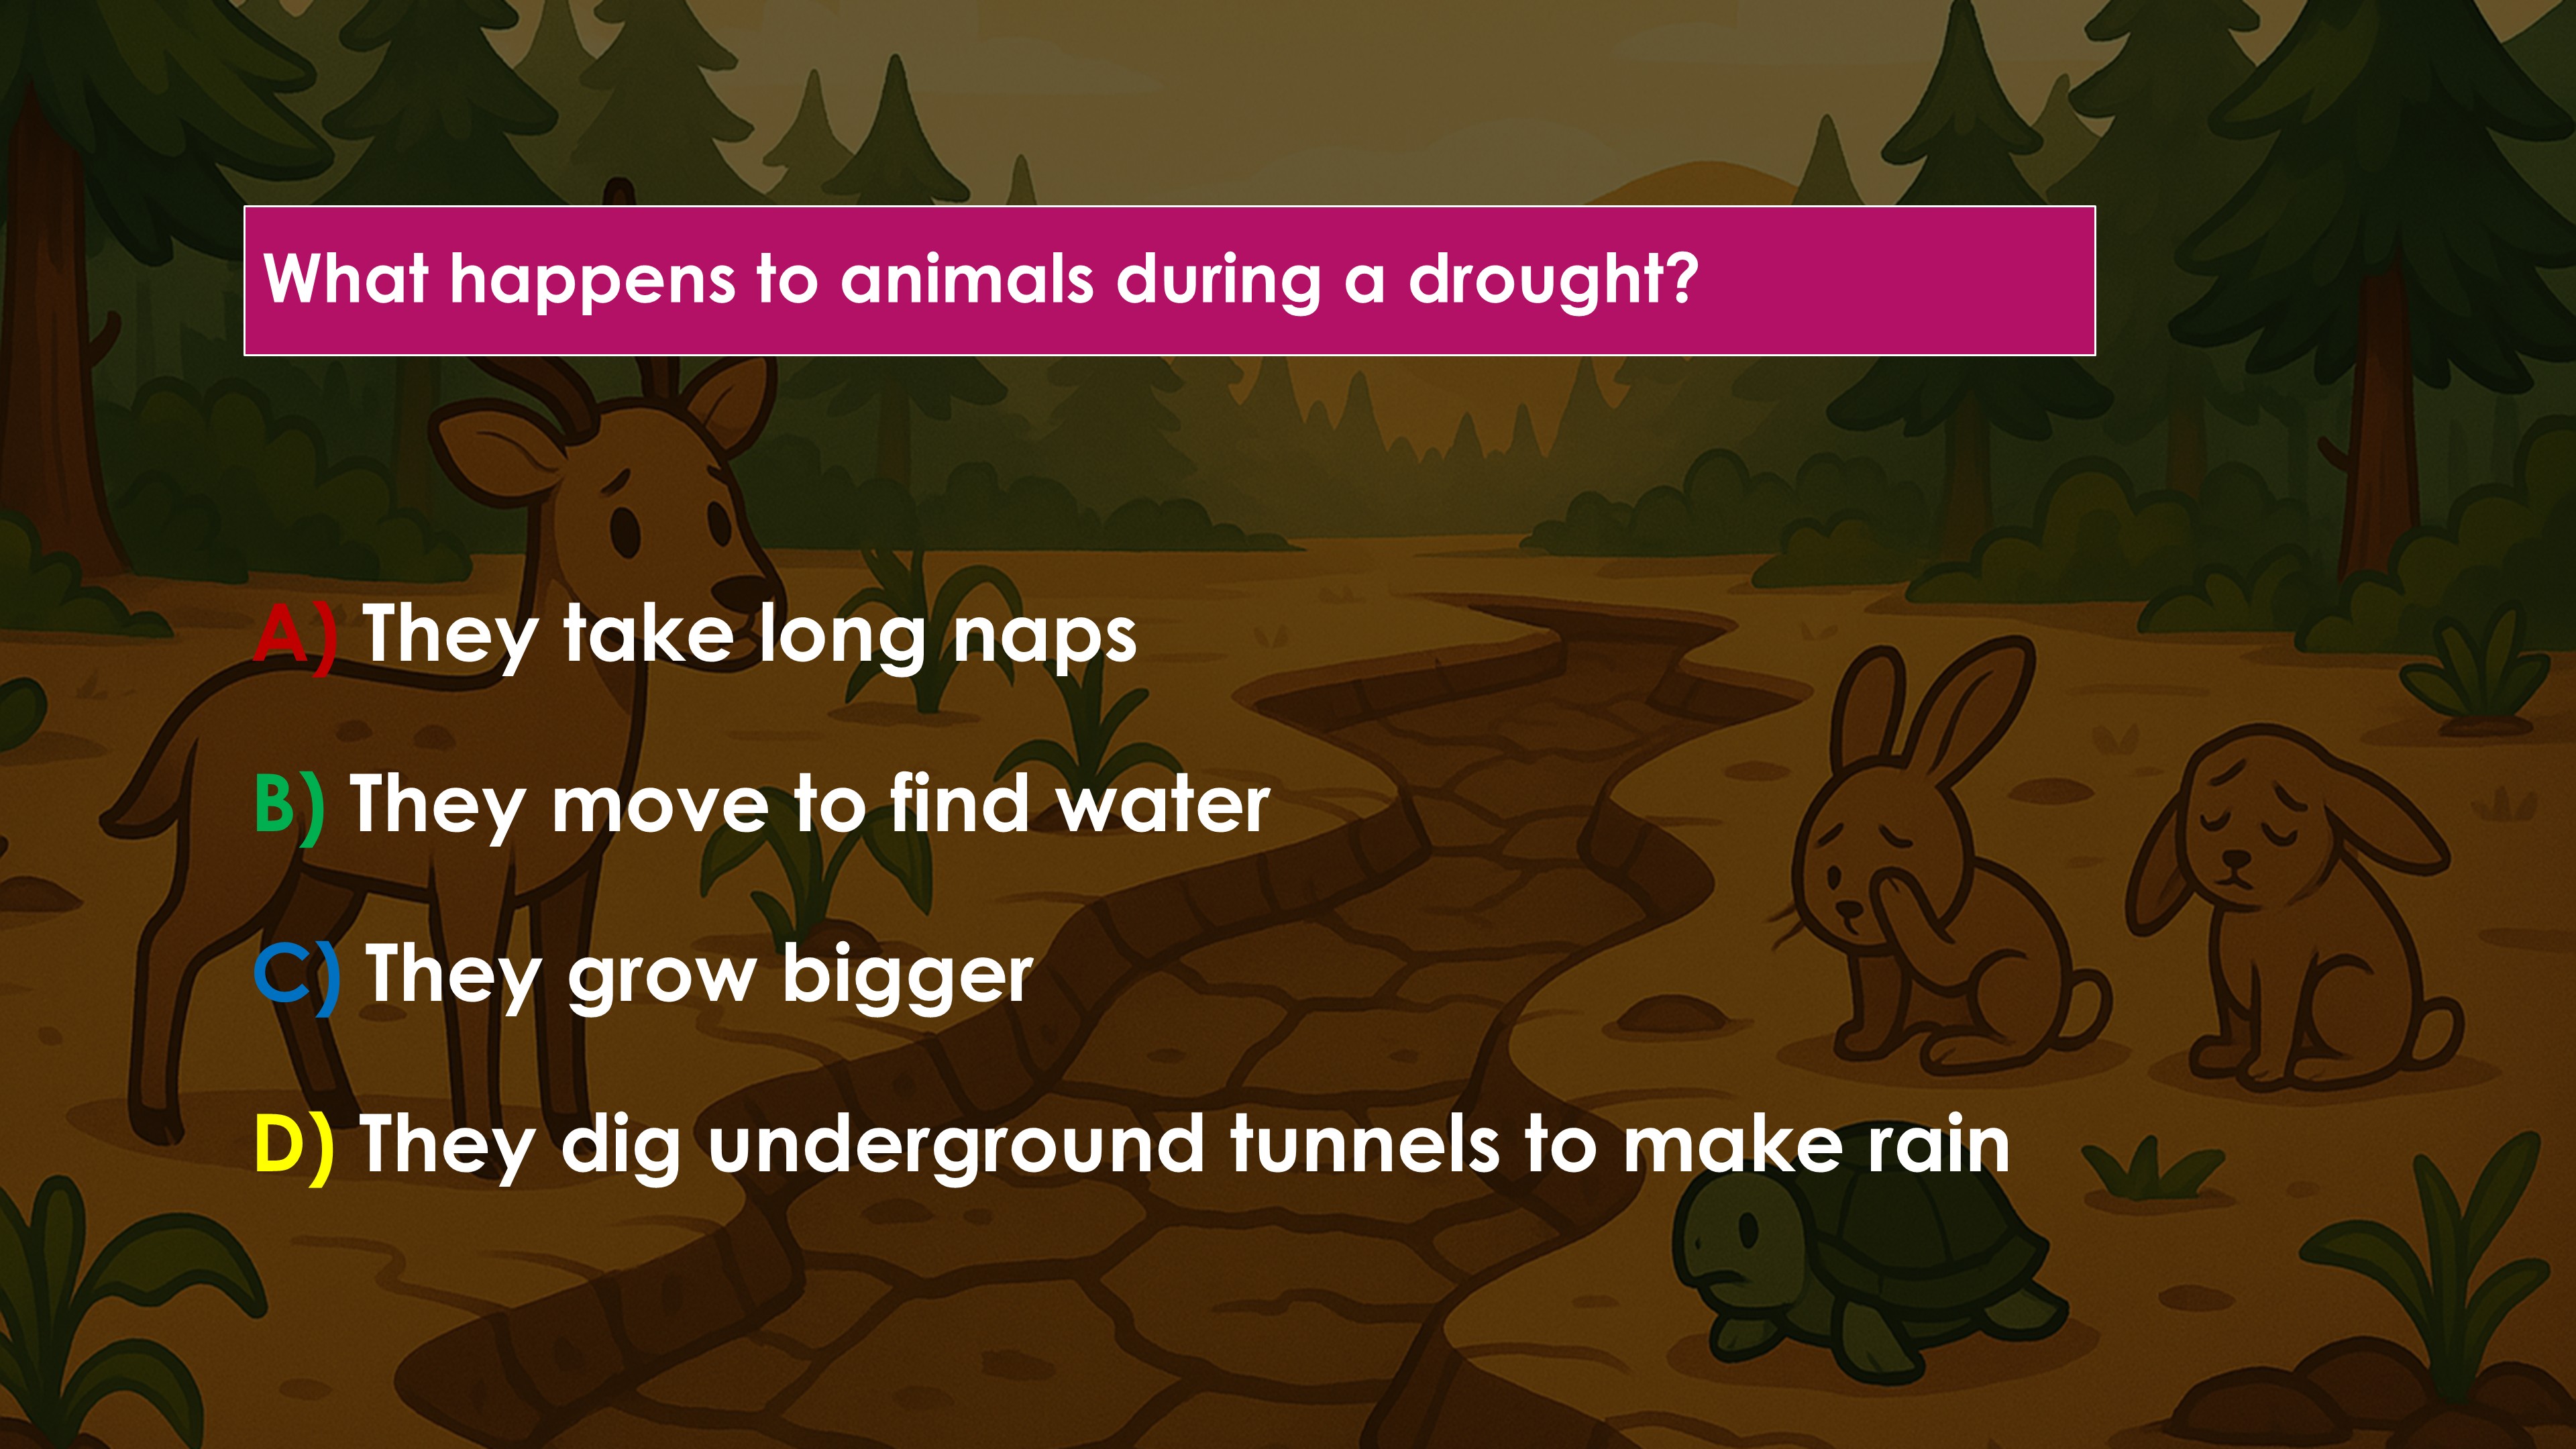 What happens to animals during a drought?
A) They take long naps
B) They move to find water
C) They grow bigger
D) They dig underground tunnels to make rain